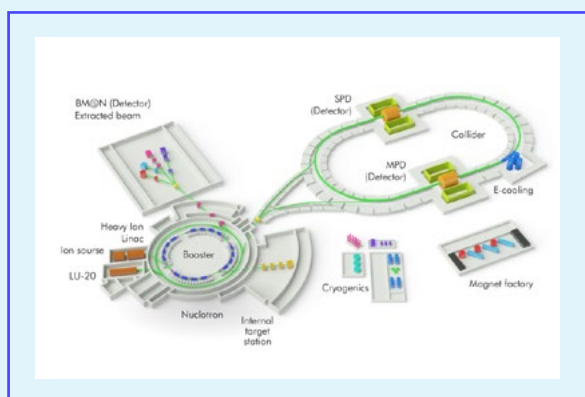 BM@N (Detector)
Extracted beam
SPD
(Detector)
Collider
MPD
(Detector)
E-cooling
Heavy Ion
Linac
Ion sourse
Booster
LU-20
Cryogenics
Magnet factory
Nuclotron
Internal
target
station